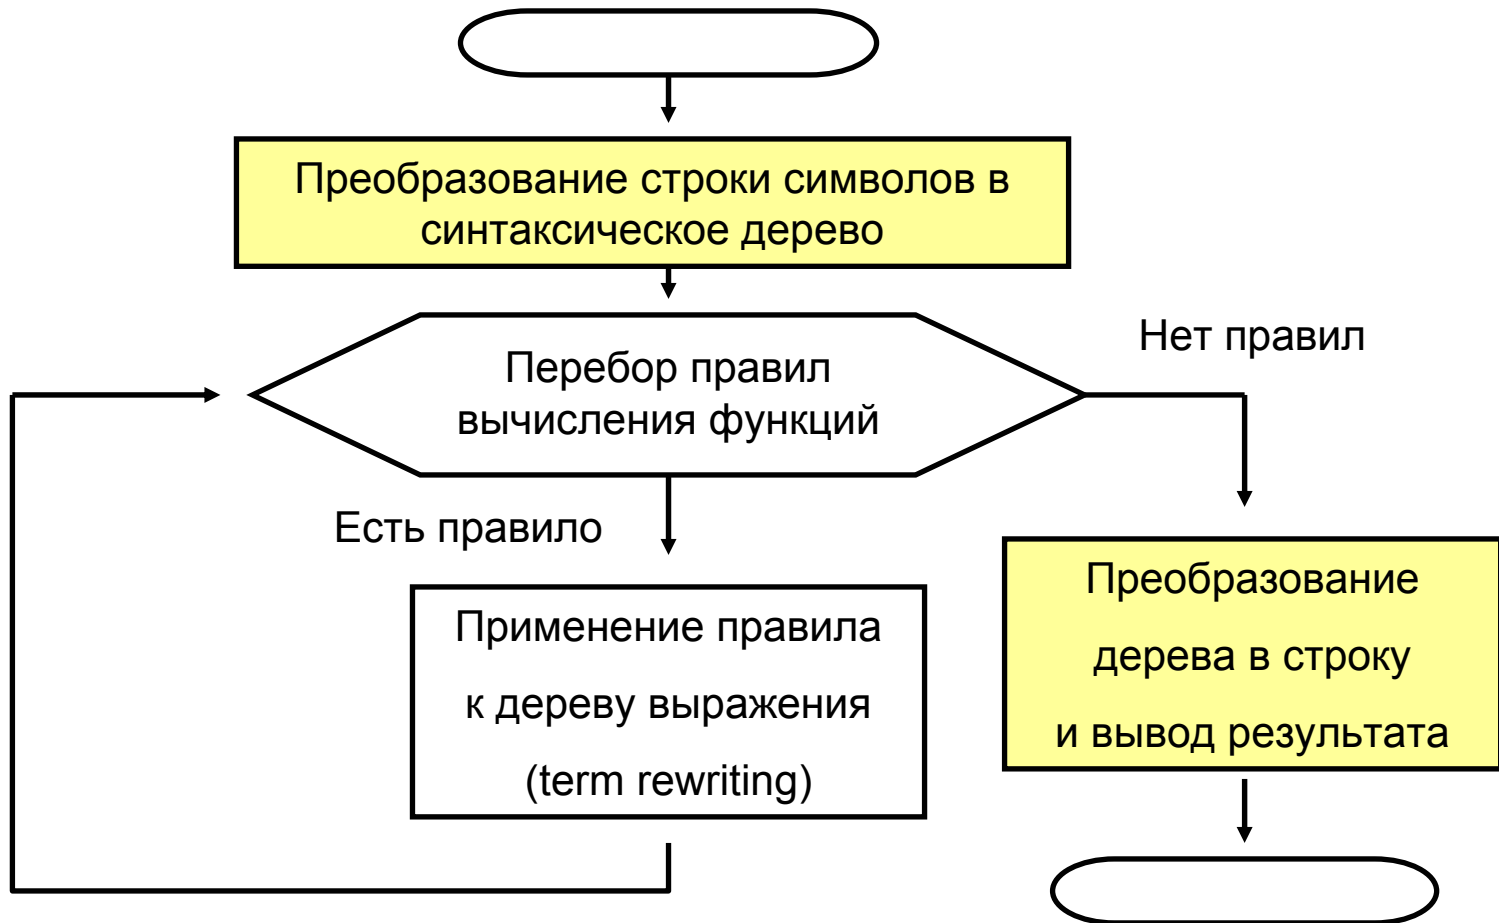 Преобразование строки символов в
синтаксическое дерево
Перебор правил
вычисления функций
Нет правил
Есть правило
Применение правила
к дереву выражения
(term rewriting)
Преобразование
дерева в строку
и вывод результата